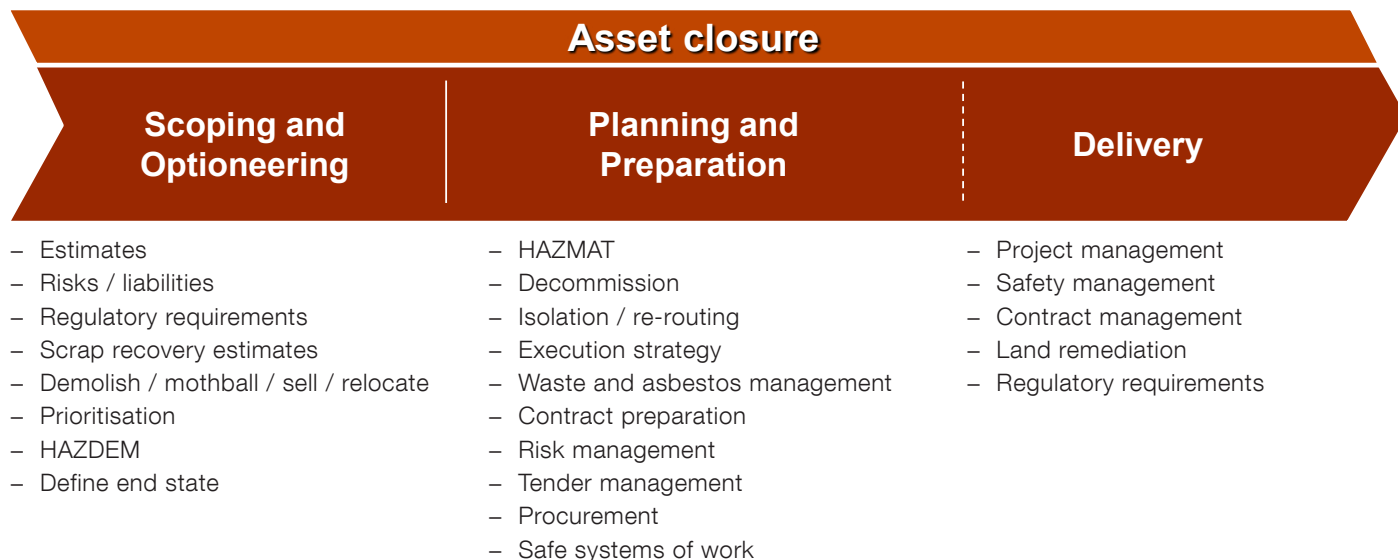 Asset closure
Scoping and
Optioneering
Planning and
Preparation
Delivery
– Estimates
– Risks / liabilities
– Regulatory requirements
– Scrap recovery estimates
– Demolish / mothball / sell / relocate
– Prioritisation
– HAZDEM
– Define end state
– HAZMAT
– Decommission
– Isolation / re-routing
– Execution strategy
– Waste and asbestos management
– Contract preparation
– Risk management
– Tender management
– Procurement
– Safe systems of work
– Project management
– Safety management
– Contract management
– Land remediation
– Regulatory requirements